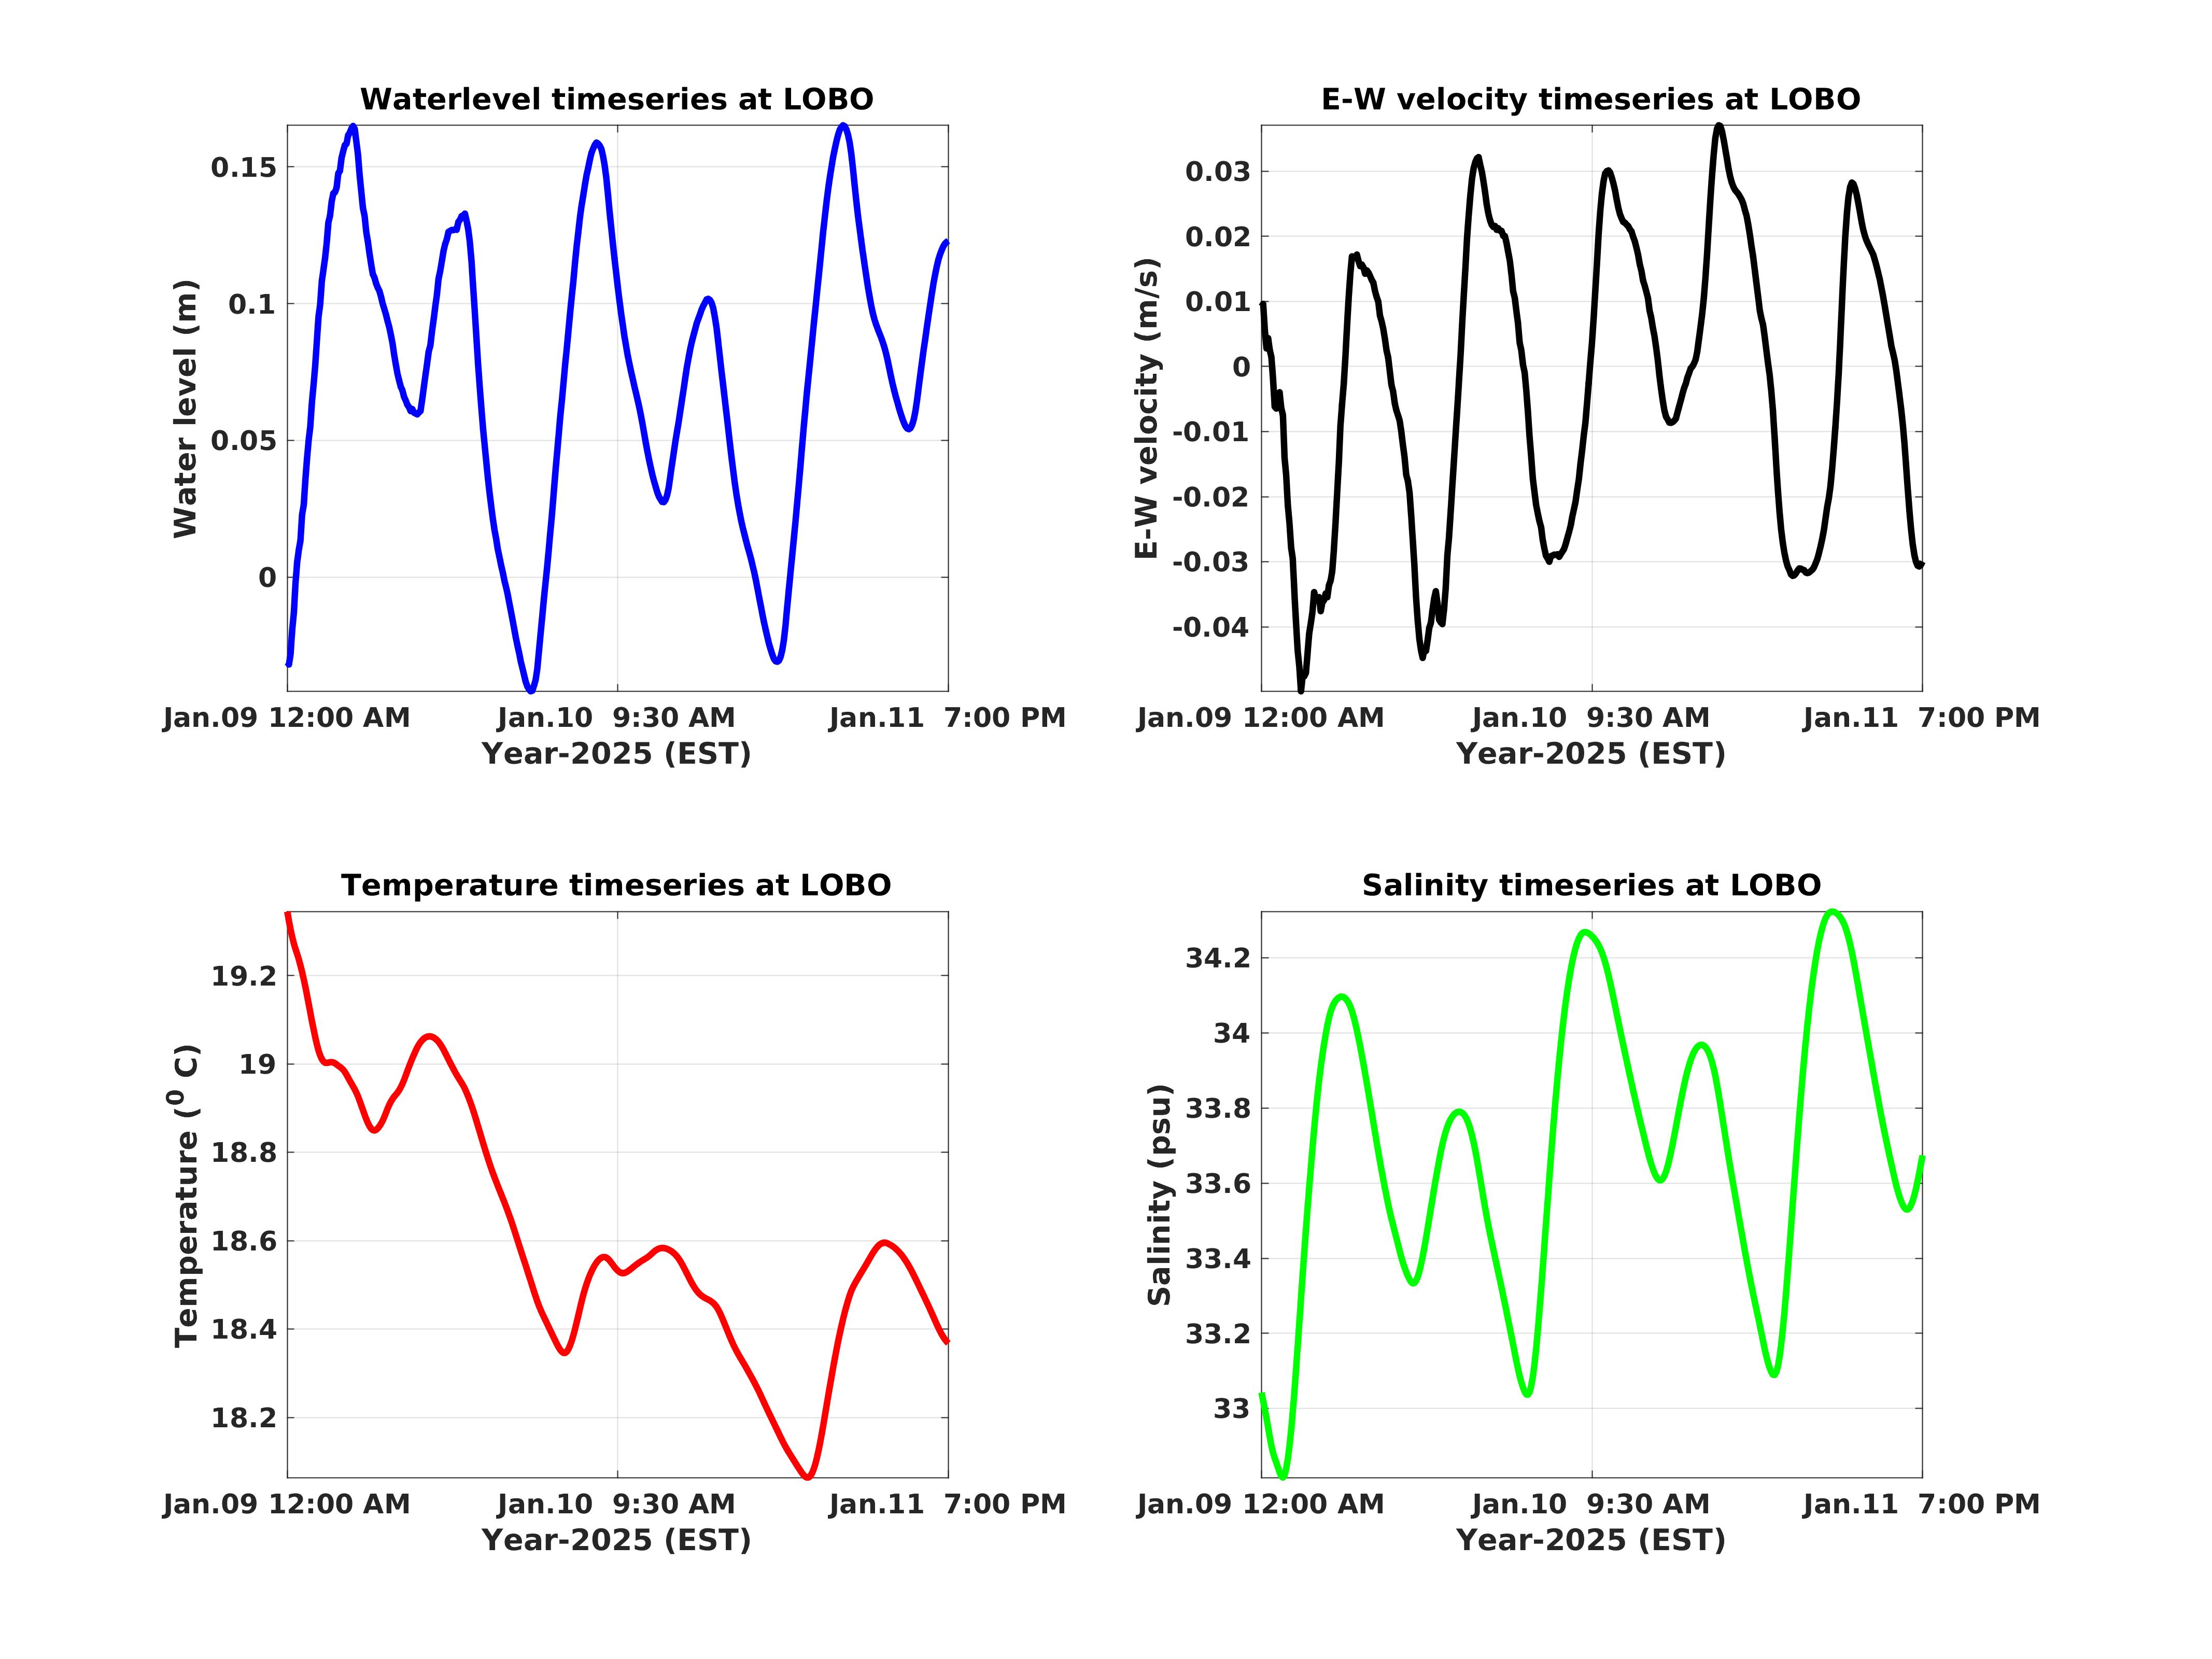 Waterlevel timeseries at LOBO
Water level (m)
0.15
0.1
0.05
0
Jan.09 12:00 AM
Jan.10  9:30 AM
Jan.11  7:00 PM
Year-2025 (EST)
E-W velocity timeseries at LOBO
E-W velocity (m/s)
0.03
0.02
0.01
0
-0.01
-0.02
-0.03
-0.04
Jan.09 12:00 AM
Jan.10  9:30 AM
Jan.11  7:00 PM
Year-2025 (EST)
Temperature timeseries at LOBO
Temperature (⁰ C)
19.2
19
18.8
18.6
18.4
18.2
Jan.09 12:00 AM
Jan.10  9:30 AM
Jan.11  7:00 PM
Year-2025 (EST)
Salinity timeseries at LOBO
Salinity (psu)
34.2
34
33.8
33.6
33.4
33.2
33
Jan.09 12:00 AM
Jan.10  9:30 AM
Jan.11  7:00 PM
Year-2025 (EST)